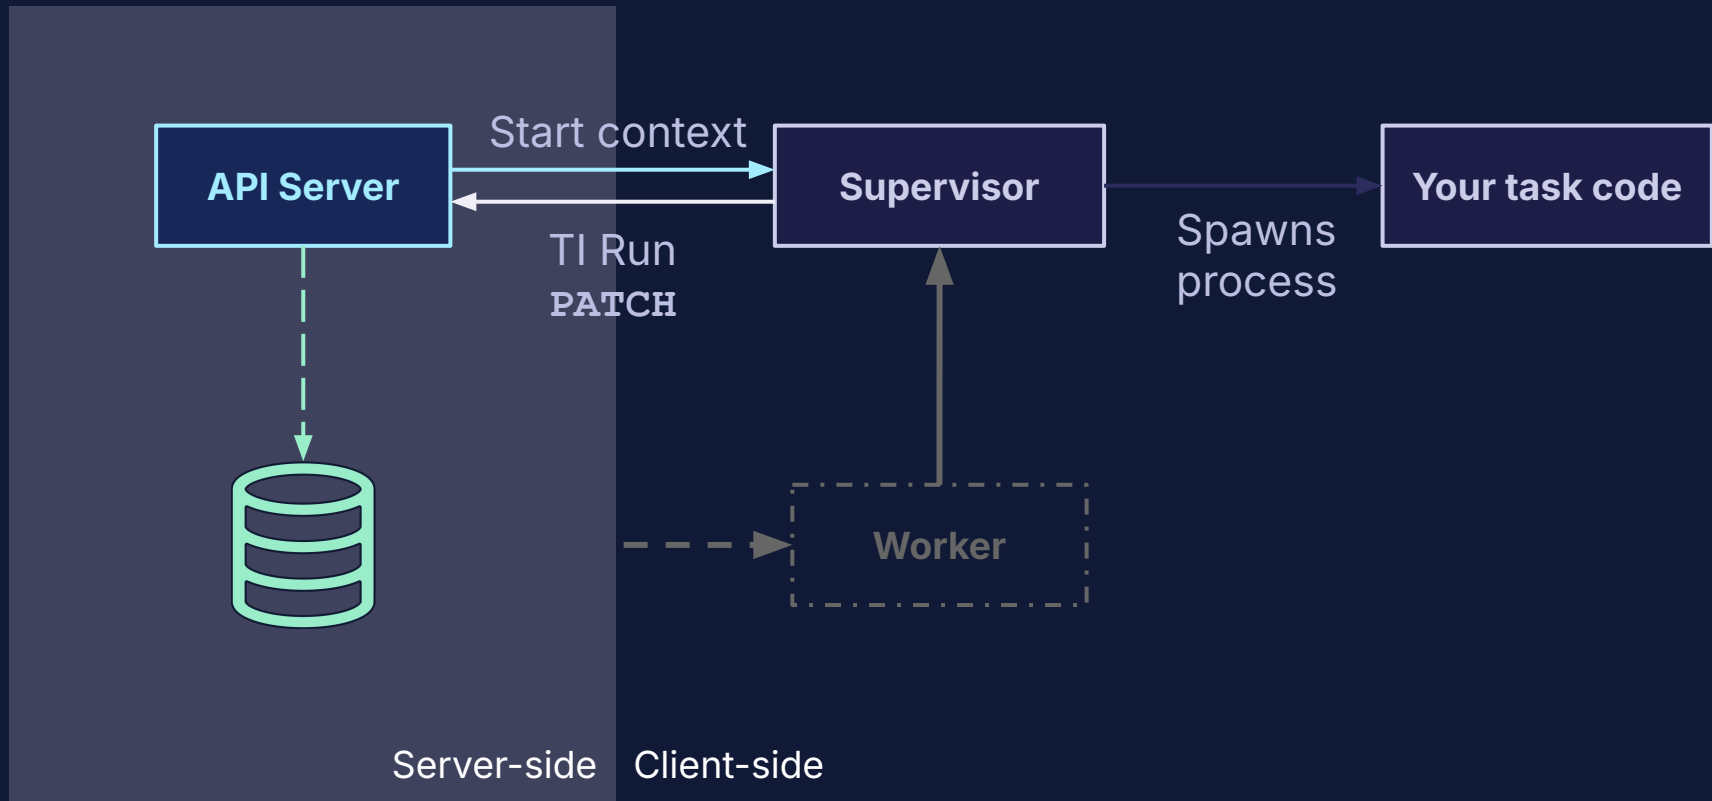 Start context
API Server
Supervisor
Your task code
TI Run
PATCH
Spawns
process
Worker
Server-side
Client-side